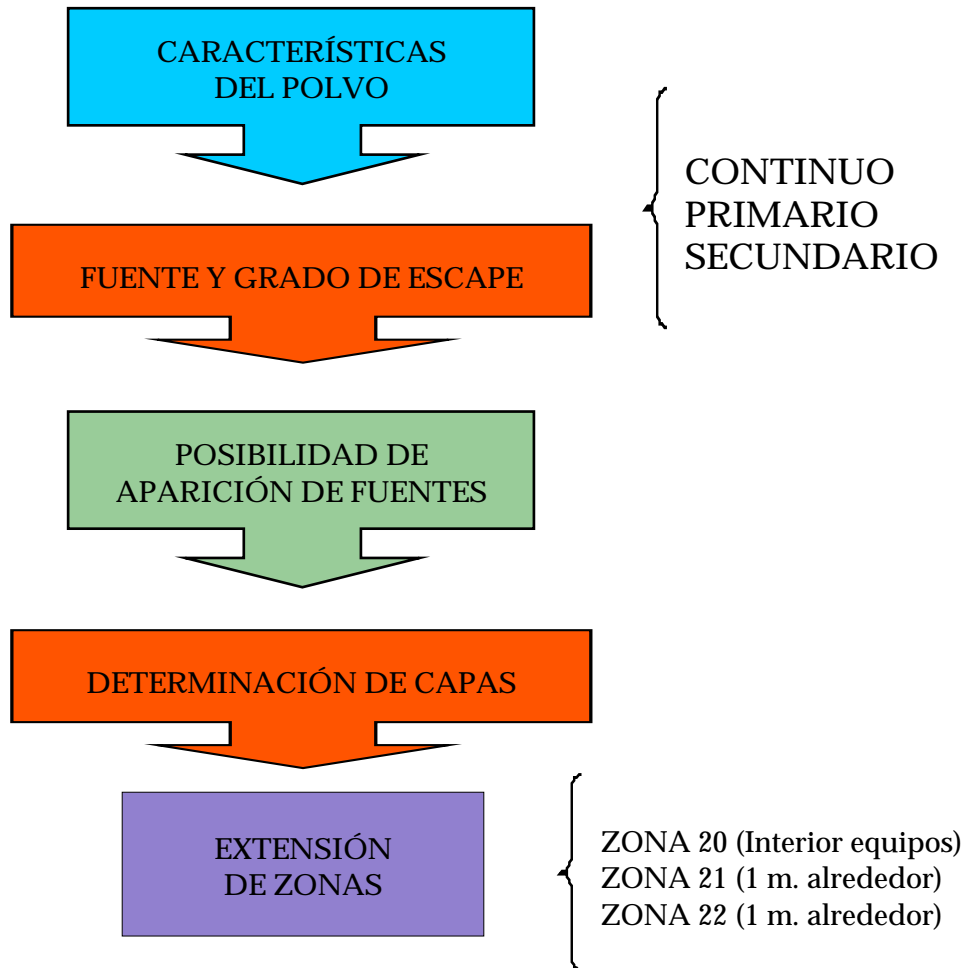 CARACTERÍSTICAS
DEL POLVO
CONTINUO
PRIMARIO
SECUNDARIO
FUENTE Y GRADO DE ESCAPE
POSIBILIDAD DE
APARICIÓN DE FUENTES
DETERMINACIÓN DE CAPAS
EXTENSIÓN
DE ZONAS
ZONA 20 (Interior equipos)
ZONA 21 (1 m. alrededor)
ZONA 22 (1 m. alrededor)